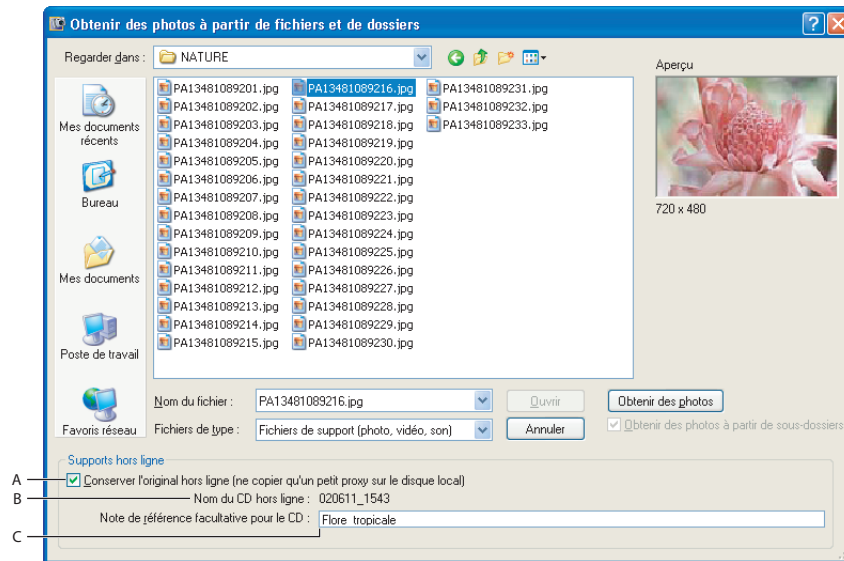 Obtenir des photos à partir de fichiers et de dossiers
Regarder dans :
NATURE
Aperçu
Mes documents récents
Bureau
Mes documents
Poste de travail
Favoris réseau
PA13481089201.jpg
PA13481089202.jpg
PA13481089203.jpg
PA13481089204.jpg
PA13481089205.jpg
PA13481089206.jpg
PA13481089207.jpg
PA13481089208.jpg
PA13481089209.jpg
PA13481089210.jpg
PA13481089211.jpg
PA13481089212.jpg
PA13481089213.jpg
PA13481089214.jpg
PA13481089215.jpg
PA13481089216.jpg
PA13481089217.jpg
PA13481089218.jpg
PA13481089219.jpg
PA13481089220.jpg
PA13481089221.jpg
PA13481089222.jpg
PA13481089223.jpg
PA13481089224.jpg
PA13481089225.jpg
PA13481089226.jpg
PA13481089227.jpg
PA13481089228.jpg
PA13481089229.jpg
PA13481089230.jpg
PA13481089231.jpg
PA13481089232.jpg
PA13481089233.jpg
720 x 480
Nom du fichier :
PA13481089216.jpg
Ouvrir
Obtenir des photos
Fichiers de type :
Fichiers de support (photo, vidéo, son)
Annuler
Obtenir des photos à partir de sous-dossiers
Supports hors ligne
A
Conserver l'original hors ligne (ne copier qu'un petit proxy sur le disque local)
B
Nom du CD hors ligne : 020611_1543
Note de référence facultative pour le CD :
Flore tropicale
C